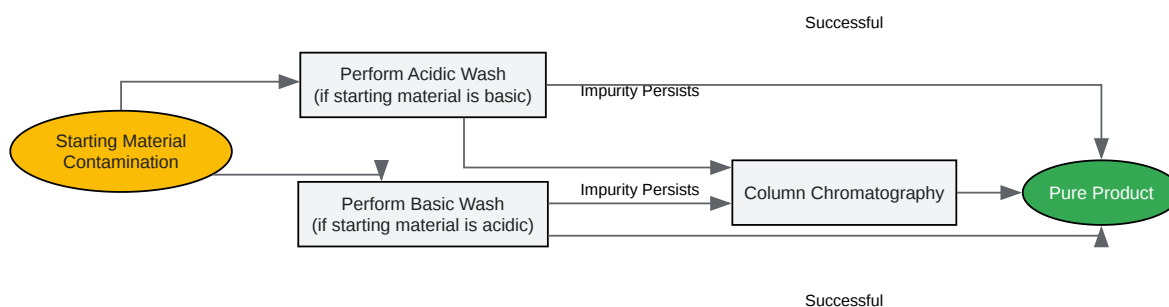 Successful
Perform Acidic Wash
(if starting material is basic)
Impurity Persists
Starting Material
Contamination
Impurity Persists
Column Chromatography
Pure Product
Perform Basic Wash
(if starting material is acidic)
Successful